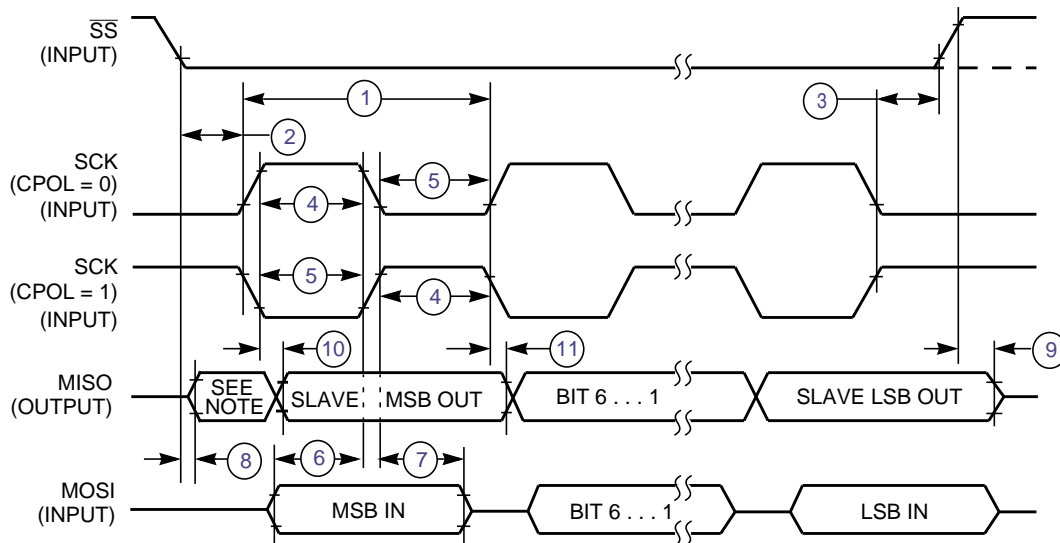 SS
(INPUT)
1
3
2
SCK
(CPOL = 0)
(INPUT)
5
4
SCK
(CPOL = 1)
(INPUT)
5
4
10
11
9
MISO
(OUTPUT)
SEE
NOTE
SLAVE
MSB OUT
BIT 6 . . . 1
SLAVE LSB OUT
8
6
7
MOSI
(INPUT)
MSB IN
BIT 6 . . . 1
LSB IN